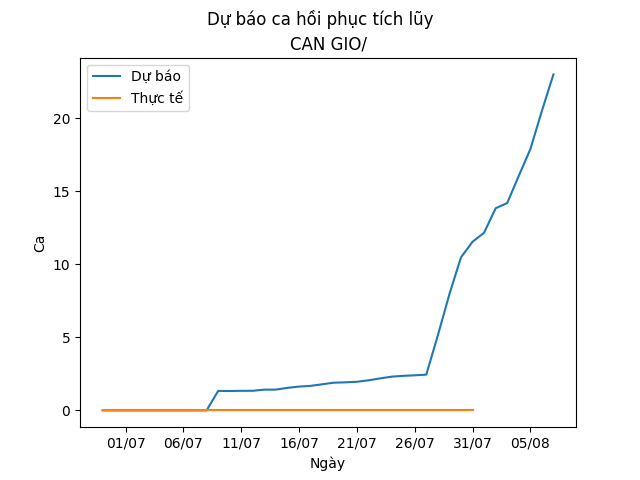 Dự báo ca hồi phục tích lũy
CAN GIO/
Dự báo
Thực tế
Ca
20
15
10
5
0
01/07 06/07 11/07 16/07 21/07 26/07 31/07 05/08
Ngày